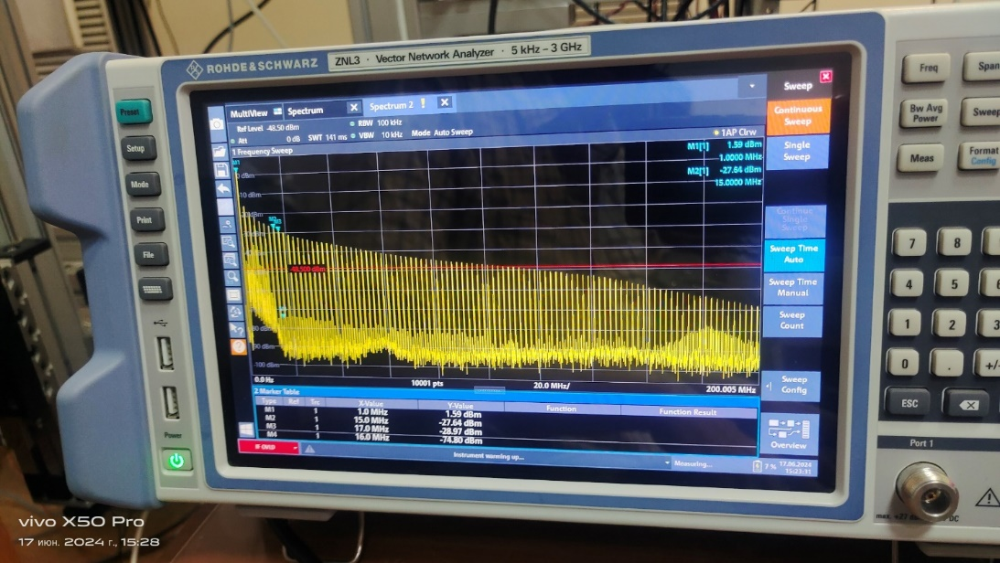 ROHDE&SCHWARZ
ZNL3 · Vector Network Analyzer · 5 kHz – 3 GHz
Preset
Setup
Mode
Print
File
Power
MultiView
Spectrum
Spectrum 2
Ref Level -48.50 dBm
RBW 100 kHz
Att 0 dB SWT 141 ms VBW 10 kHz Mode Auto Sweep
1 Frequency Sweep
1AP Clrw
M1[1] 1.59 dBm
1.0000 MHz
M2[1] -27.64 dBm
15.0000 MHz
M1
0 dBm
-10 dBm
-48.500 dBm
-100 dBm
0.0 Hz 10001 pts 20.0 MHz/ 200.005 MHz
2 Marker Table
Type Ref Trc X-Value Y-Value Function Function Result
M1 1 1.0 MHz 1.59 dBm
M2 1 15.0 MHz -27.64 dBm
M3 1 17.0 MHz -28.97 dBm
M4 1 16.0 MHz -74.80 dBm
IF OVLD
Instrument warming up...
Measuring...
7 %
17.06.2024
15:23:31
Sweep
Continuous Sweep
Single Sweep
Continue Single Sweep
Sweep Time Auto
Sweep Time Manual
Sweep Count
Sweep Config
Overview
Freq
Span
Bw Avg Power
Sweep
Meas
Format
Config
7
8
4
5
1
2
3
0
.
+/-
ESC
Port 1
vivo X50 Pro
17 июн. 2024 г., 15:28